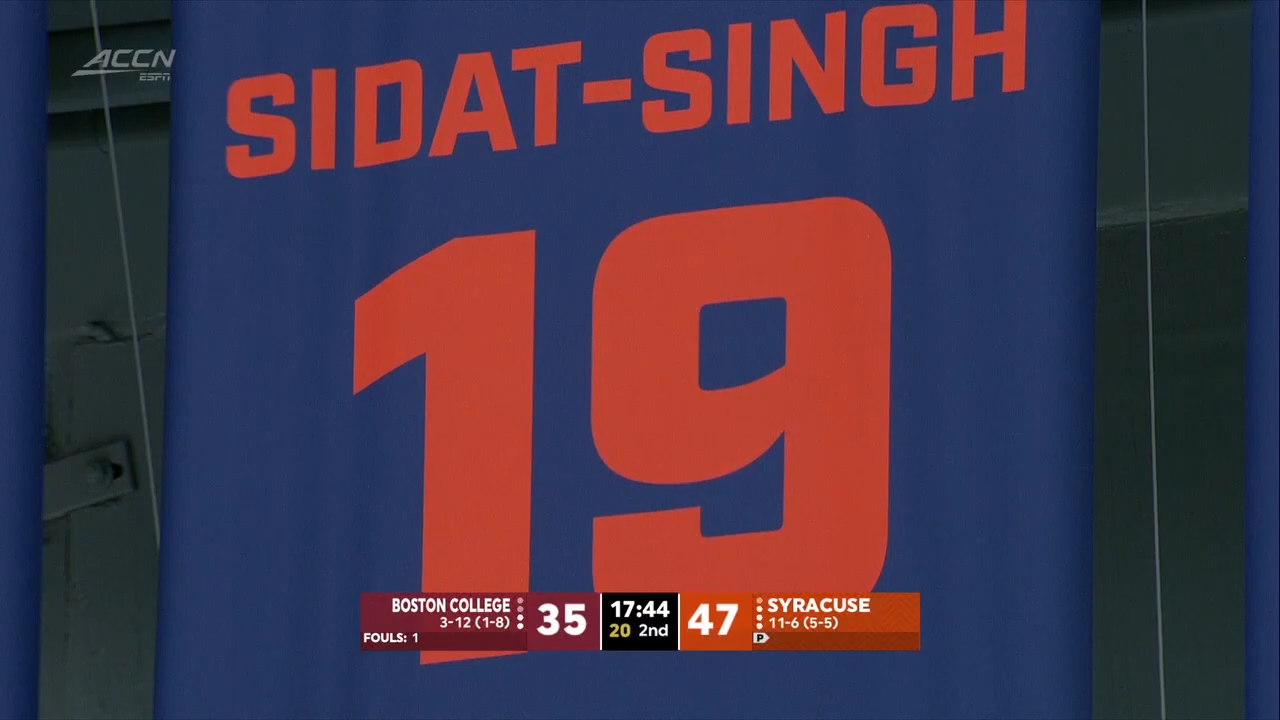 ACCN
ESPN
SIDAT-SINGH
19
BOSTON COLLEGE
3-12 (1-8)
FOULS: 1
35
17:44
20 2nd
47
SYRACUSE
11-6 (5-5)
P